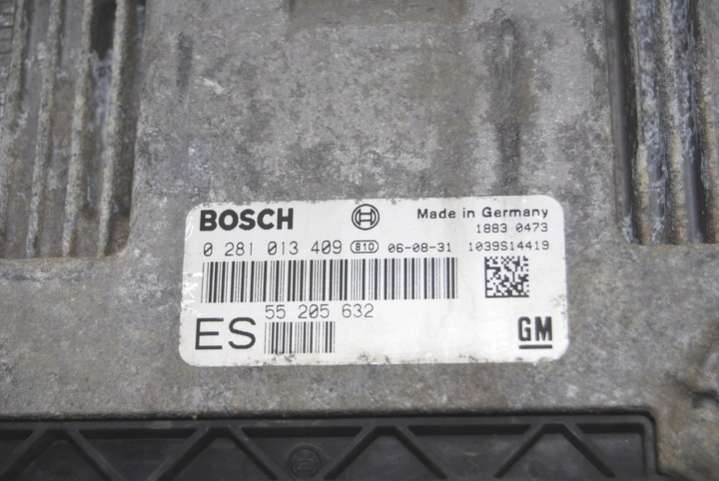 BOSCH Made in Germany
1883 0473
0 281 013 409 810 06-08-31 1039S14419
55 205 632
ES GM